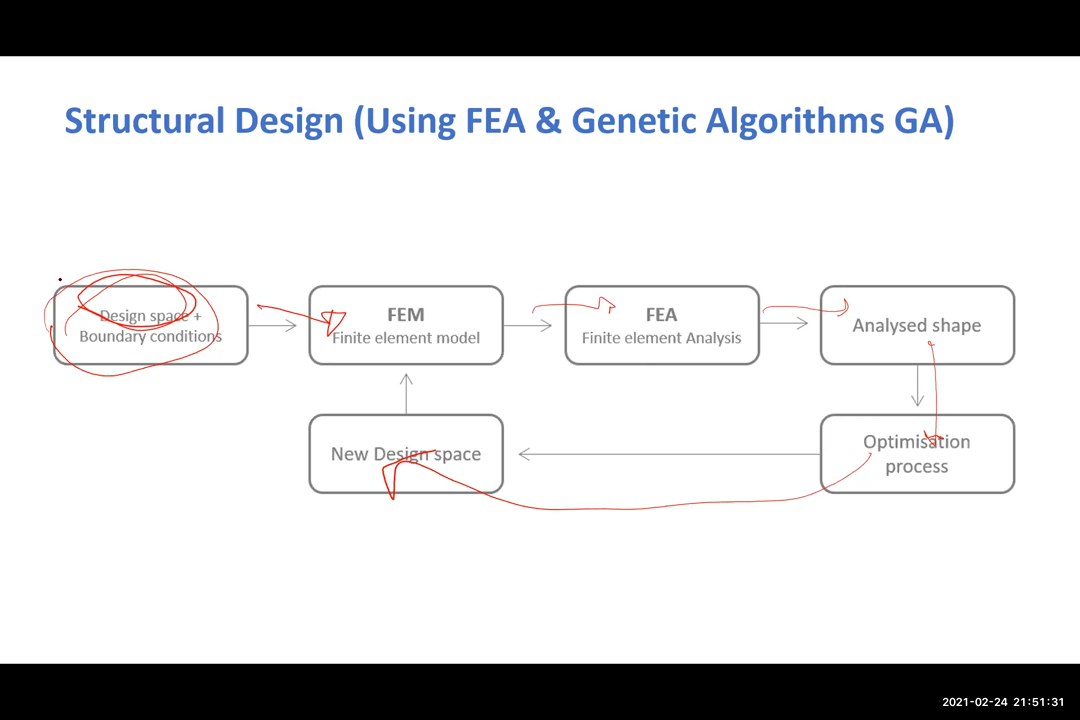 Structural Design (Using FEA & Genetic Algorithms GA)
Design space +
Boundary conditions
FEM
Finite element model
FEA
Finite Element Analysis
Analysed shape
New Design space
Optimisation
process
2021-02-24 21:51:31